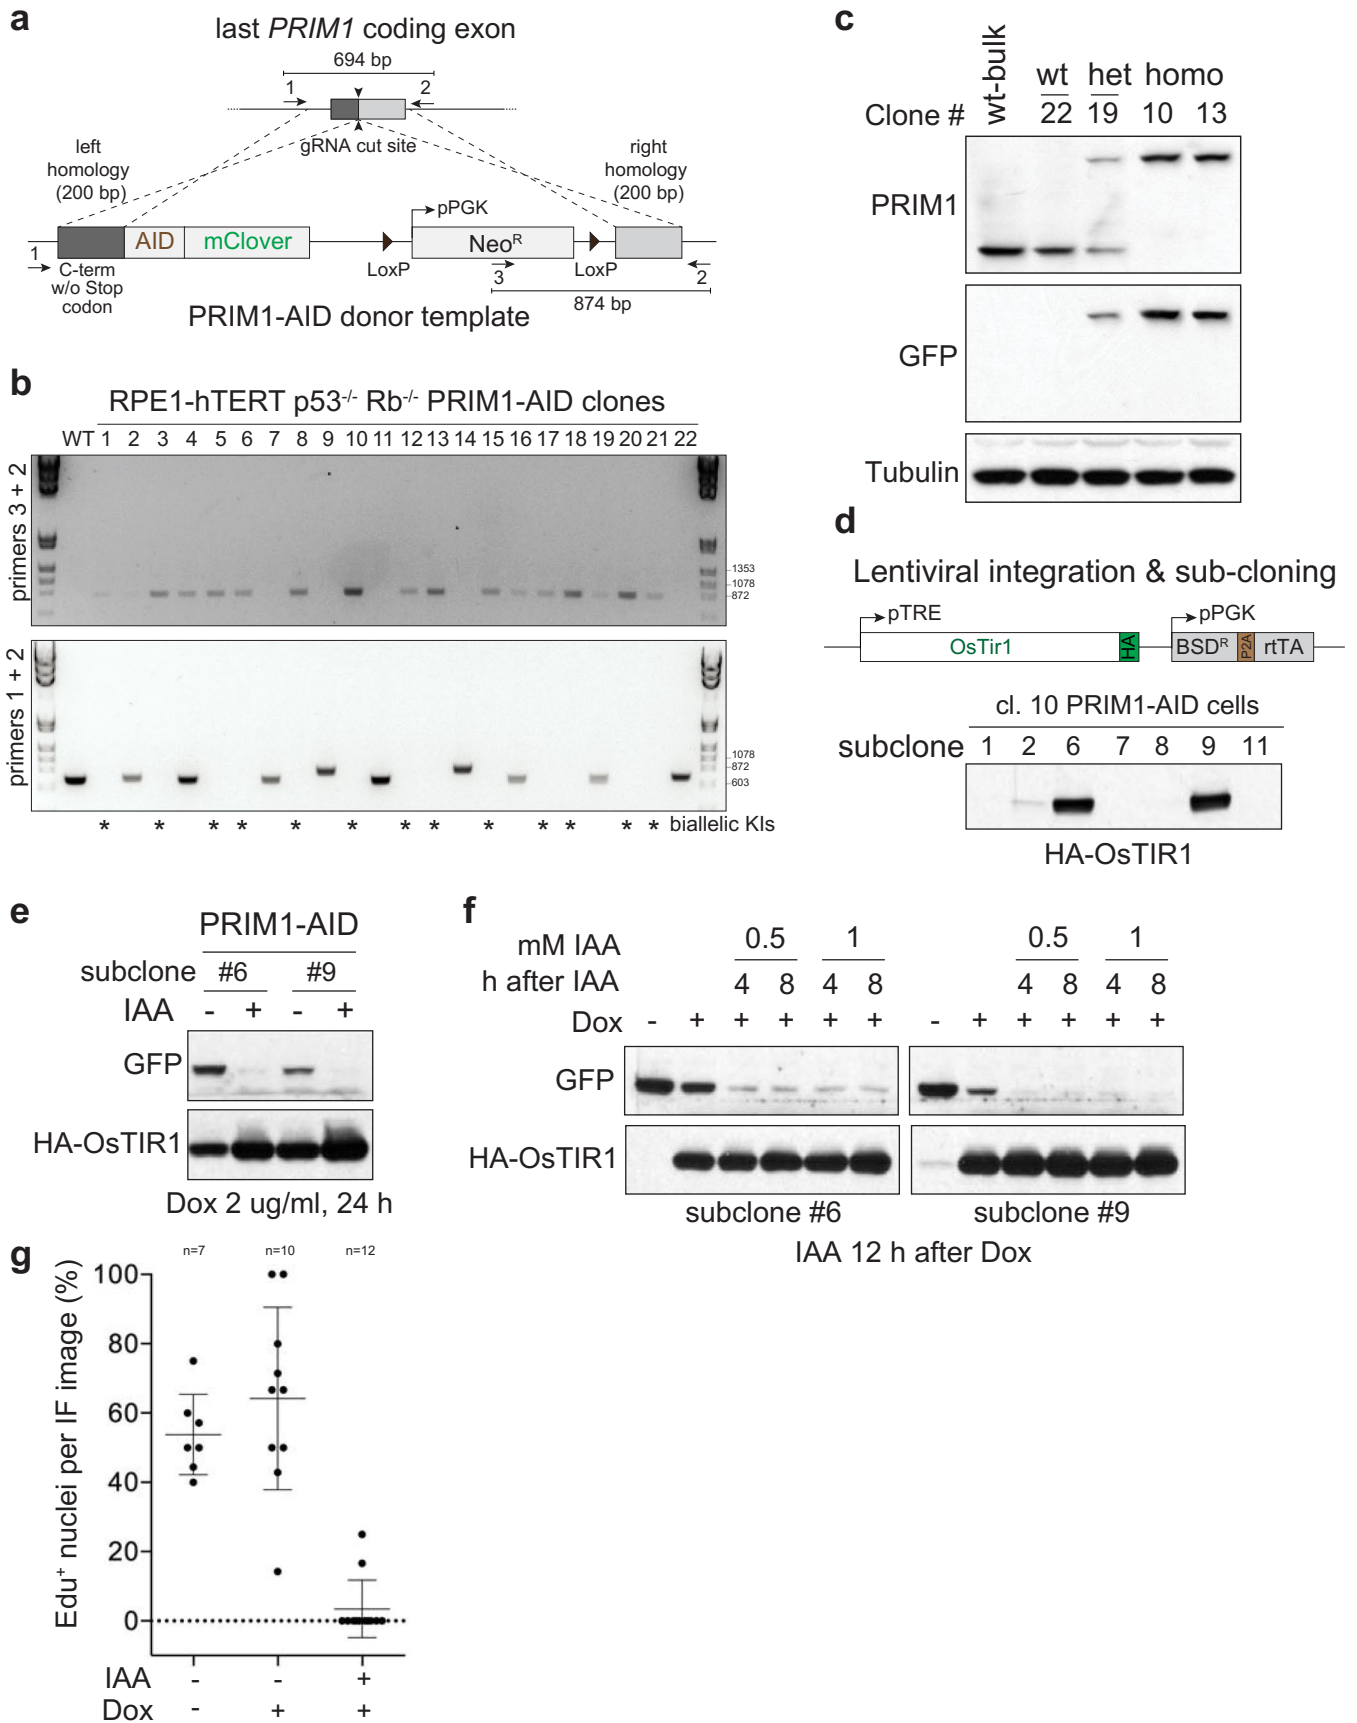 a
last PRIM1 coding exon
694 bp
1
2
gRNA cut site
left
homology
(200 bp)
right
homology
(200 bp)
pPGK
AID
mClover
Neo^R
1
C-term
w/o Stop
codon
LoxP
3
LoxP
2
874 bp
PRIM1-AID donor template
b
RPE1-hTERT p53-/- Rb-/- PRIM1-AID clones
WT 1 2 3 4 5 6 7 8 9 10 11 12 13 14 15 16 17 18 19 20 21 22
primers 3 + 2
1353
1078
872
primers 1 + 2
1078
872
603
* * * * * * * * * * * * * biallelic KIs
c
wt-bulk
wt het homo
Clone # 22 19 10 13
PRIM1
GFP
Tubulin
d
Lentiviral integration & sub-cloning
pTRE
pPGK
OsTir1
HA
BSD^R
P2A
rtTA
cl. 10 PRIM1-AID cells
subclone 1 2 6 7 8 9 11
HA-OsTIR1
e
PRIM1-AID
subclone #6 #9
IAA - + - +
GFP
HA-OsTIR1
Dox 2 ug/ml, 24 h
f
mM IAA 0.5 1 0.5 1
h after IAA 4 8 4 8 4 8 4 8
Dox - + + + + + - + + + + +
GFP
HA-OsTIR1
subclone #6
subclone #9
IAA 12 h after Dox
g
n=7 n=10 n=12
Edu+ nuclei per IF image (%)
100
80
60
40
20
0
IAA - - +
Dox - + +